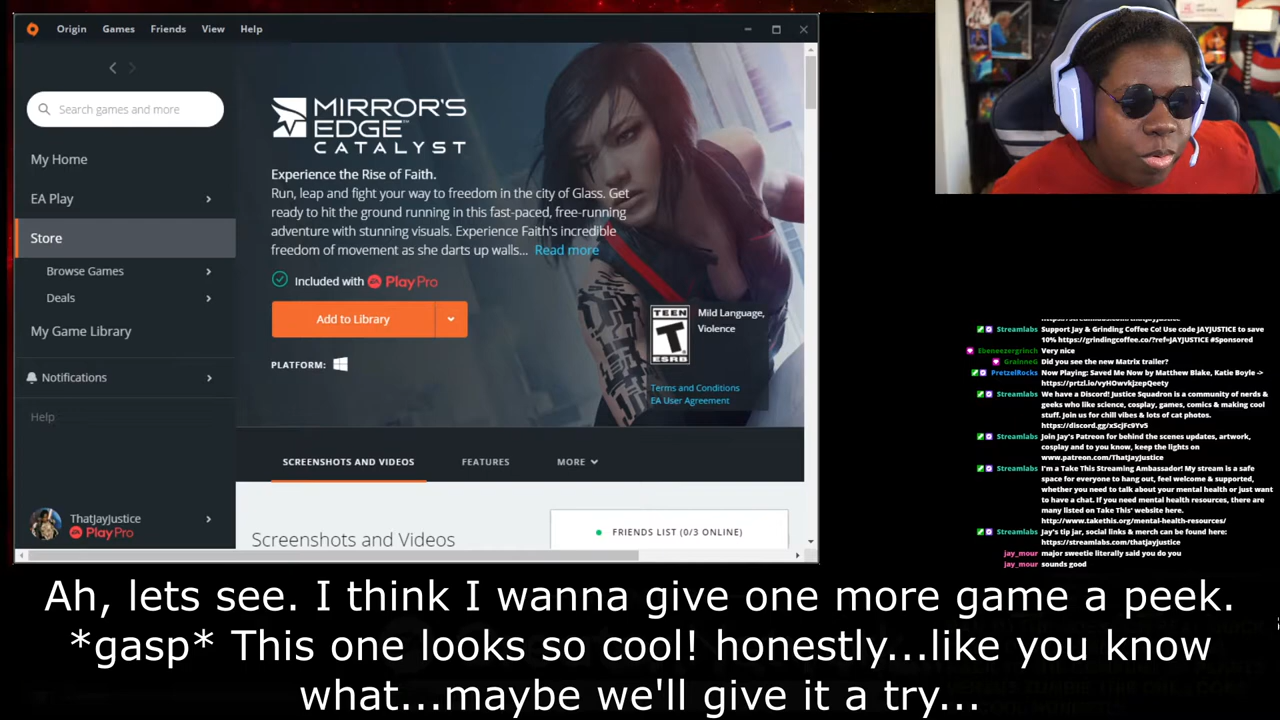 Origin Games Friends View Help
Search games and more
My Home
EA Play
Store
Browse Games
Deals
My Game Library
Notifications
Help
ThatJayJustice
PlayPro
MIRROR'S
EDGE™
CATALYST
Experience the Rise of Faith.
Run, leap and fight your way to freedom in the city of Glass. Get
ready to hit the ground running in this fast-paced, free-running
adventure with stunning visuals. Experience Faith's incredible
freedom of movement as she darts up walls... Read more
Included with EA PlayPro
Add to Library
PLATFORM:
TEEN
T
ESRB
Mild Language,
Violence
Terms and Conditions
EA User Agreement
SCREENSHOTS AND VIDEOS FEATURES MORE
Screenshots and Videos
FRIENDS LIST (0/3 ONLINE)
Streamlabs Support Jay & Grinding Coffee Co! Use code JAYJUSTICE to save
10% https://grindingcoffee.co/?ref=JAYJUSTICE #Sponsored
Ebeneezergrinch Very nice
GrainneG Did you see the new Matrix trailer?
PretzelRocks Now Playing: Saved Me Now by Matthew Blake, Katie Boyle ->
https://prtzl.io/vyHOwvkjzepQeety
Streamlabs We have a Discord! Justice Squadron is a community of nerds &
geeks who like science, cosplay, games, comics & making cool
stuff. Join us for chill vibes & lots of cat photos.
https://discord.gg/xScjFc9Yv5
Streamlabs Join Jay's Patreon for behind the scenes updates, artwork,
cosplay and to you know, keep the lights on
www.patreon.com/ThatJayJustice
Streamlabs I'm a Take This Streaming Ambassador! My stream is a safe
space for everyone to hang out, feel welcome & supported,
whether you need to talk about your mental health or just want
to have a chat. If you need mental health resources, there are
many listed on Take This' website here.
http://www.takethis.org/mental-health-resources/
Streamlabs Jay's tip jar, social links & merch can be found here:
https://streamlabs.com/thatjayjustice
jay_mour major sweetie literally said you do you
jay_mour sounds good
Ah, lets see. I think I wanna give one more game a peek.
*gasp* This one looks so cool! honestly...like you know
what...maybe we'll give it a try...